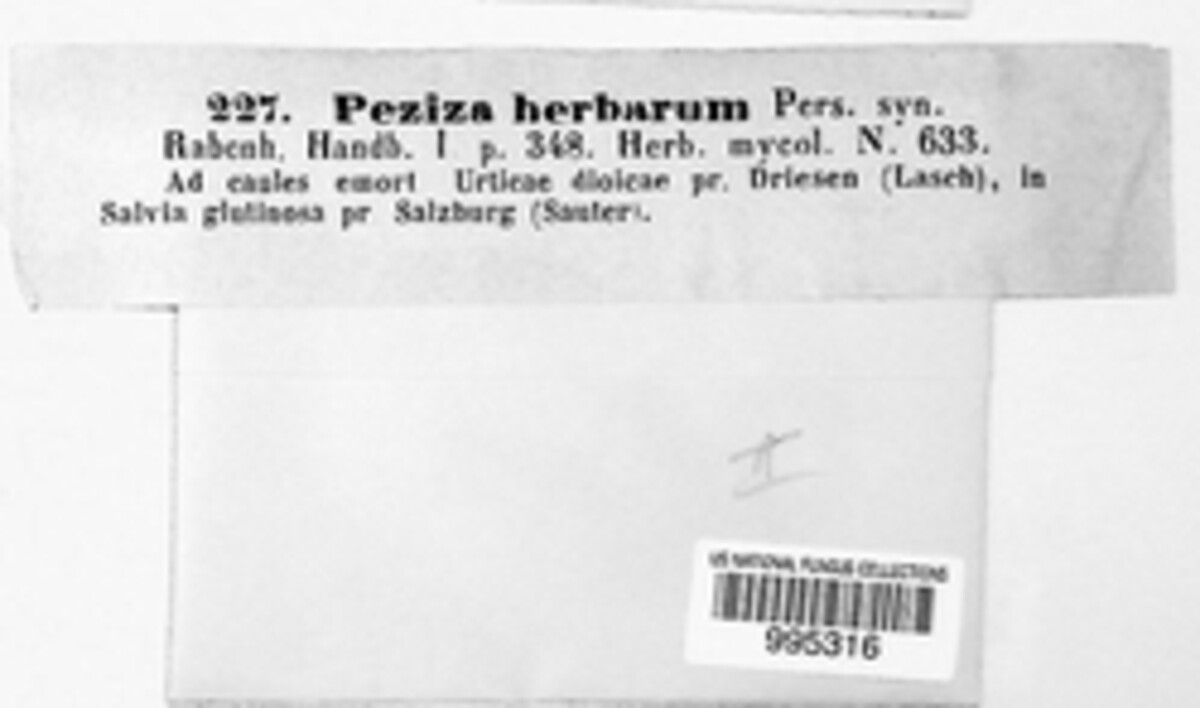 227. Peziza herbarum Pers. syn.
Rabenh. Handb. I p. 348. Herb. mycol. N. 633.
Ad caules emort Urticae dioicae pr. Driesen (Lasch), in
Salvia glutinosa pr Salzburg (Sauter).
II
US NATIONAL FUNGUS COLLECTIONS
995316